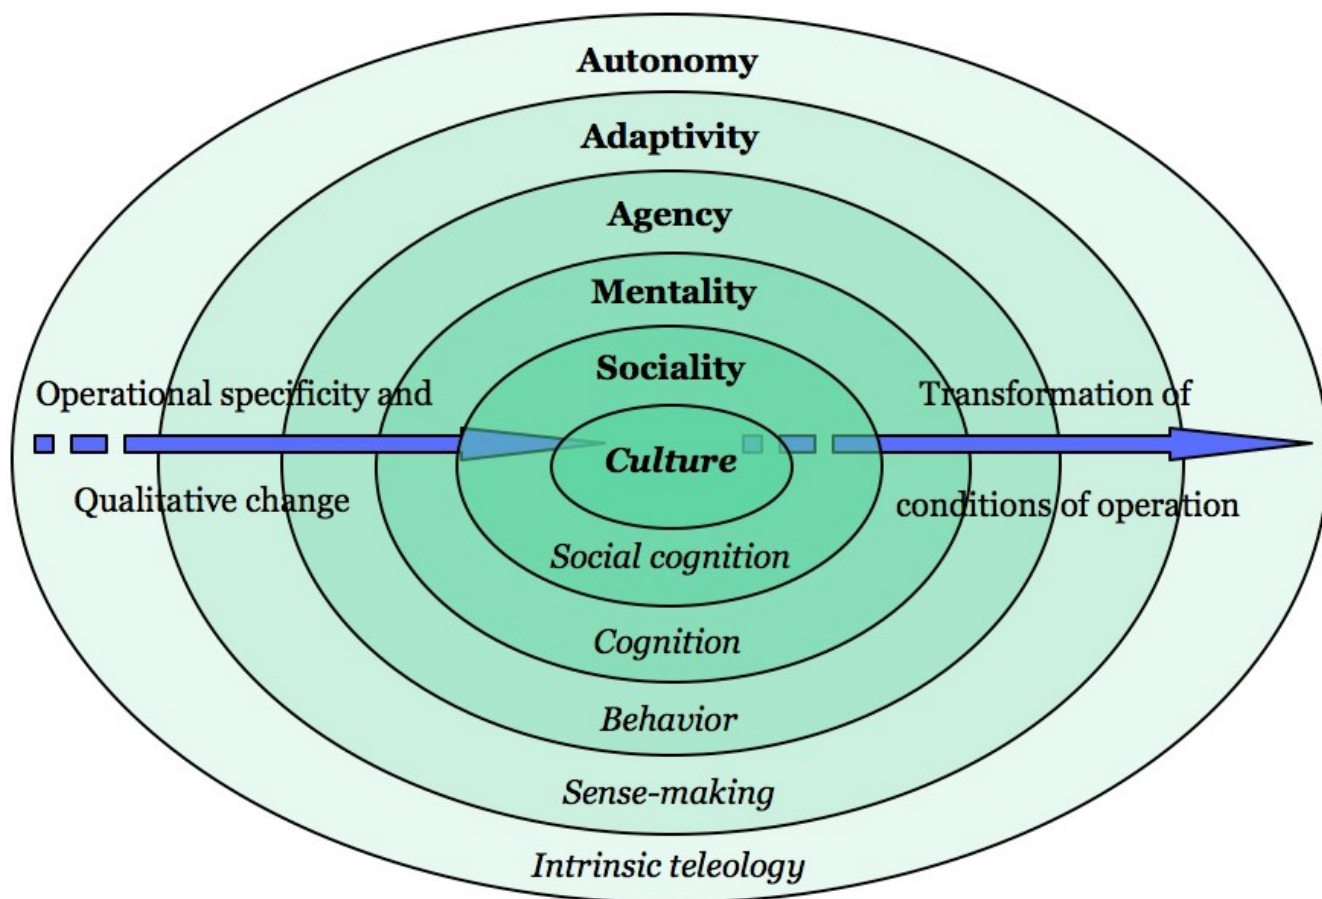 Autonomy
Adaptivity
Agency
Mentality
Sociality
Operational specificity and
Transformation of
Culture
Qualitative change
conditions of operation
Social cognition
Cognition
Behavior
Sense-making
Intrinsic teleology